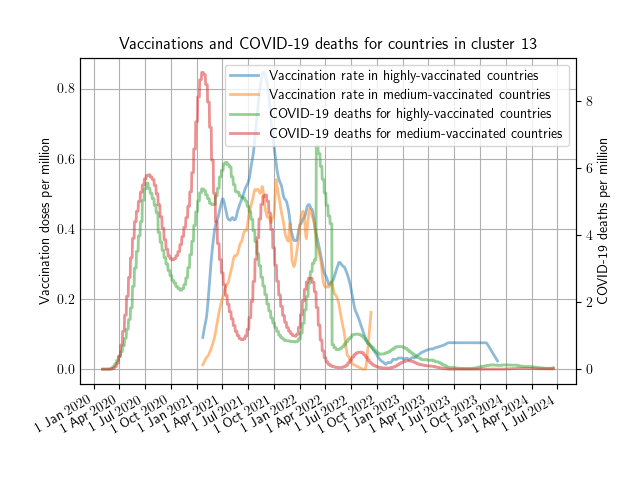 Vaccinations and COVID-19 deaths for countries in cluster 13
Vaccination rate in highly-vaccinated countries
Vaccination rate in medium-vaccinated countries
COVID-19 deaths for highly-vaccinated countries
COVID-19 deaths for medium-vaccinated countries
Vaccination doses per million
0.8
0.6
0.4
0.2
0.0
8
6
4
2
0
COVID-19 deaths per million
1 Jan 2020
1 Apr 2020
1 Jul 2020
1 Oct 2020
1 Jan 2021
1 Apr 2021
1 Jul 2021
1 Oct 2021
1 Jan 2022
1 Apr 2022
1 Jul 2022
1 Oct 2022
1 Jan 2023
1 Apr 2023
1 Jul 2023
1 Oct 2023
1 Jan 2024
1 Apr 2024
1 Jul 2024